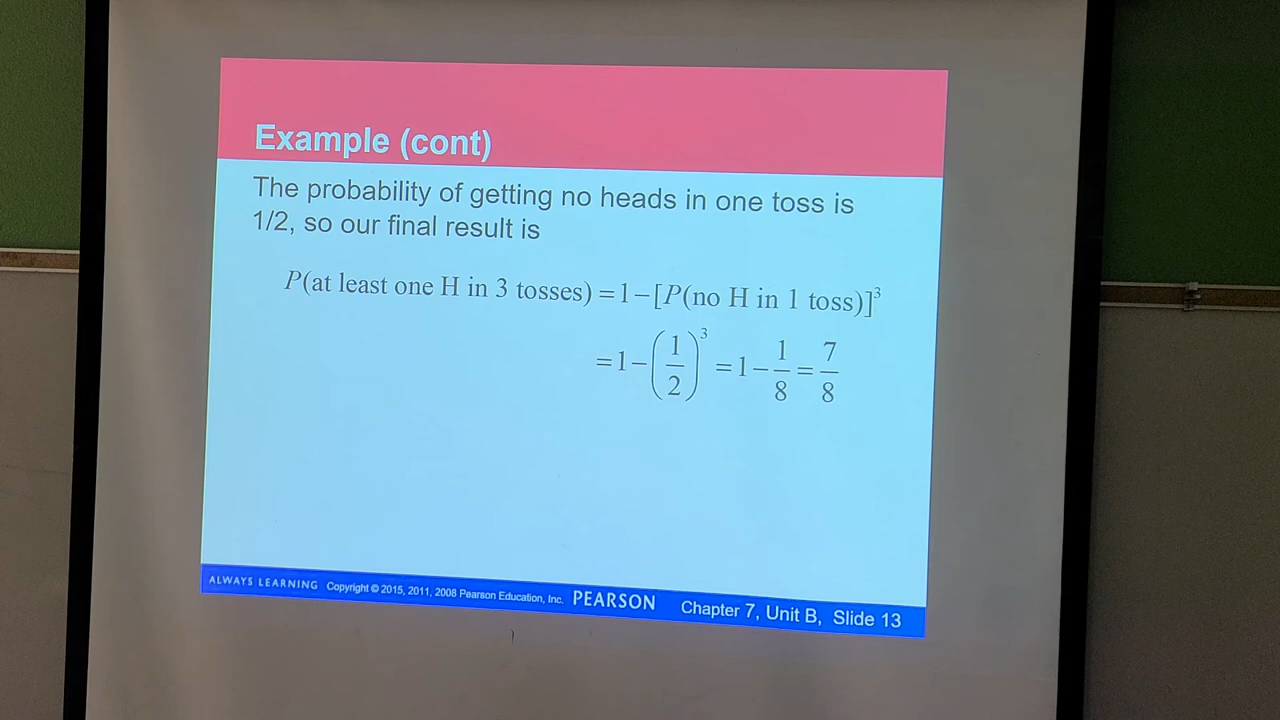 Example (cont)
The probability of getting no heads in one toss is
1/2, so our final result is
P(at least one H in 3 tosses) = 1 − [P(no H in 1 toss)]³
= 1 − (1/2)³ = 1 − 1/8 = 7/8
ALWAYS LEARNING Copyright © 2015, 2011, 2008 Pearson Education, Inc. PEARSON Chapter 7, Unit B, Slide 13